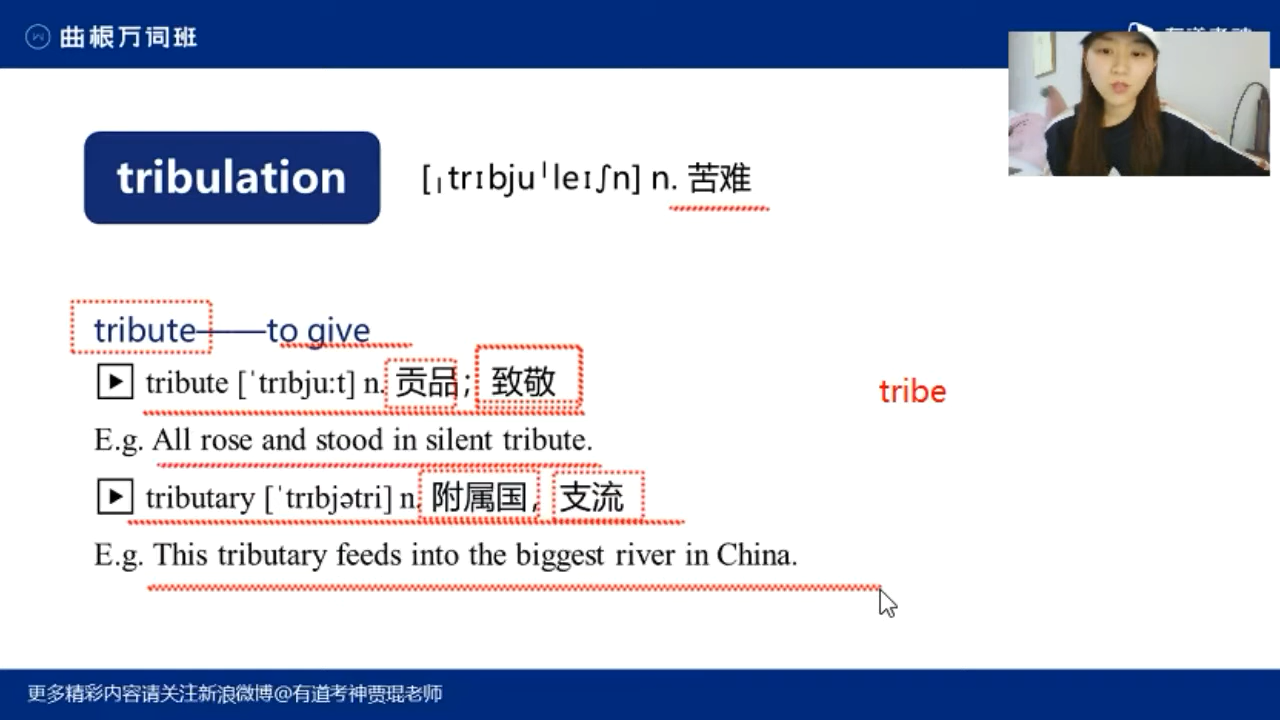 曲根万词班
tribulation
[ˌtrɪbjuˈleɪʃn] n. 苦难
tribute——to give
tribute [ˈtrɪbju:t] n. 贡品；致敬
tribe
E.g. All rose and stood in silent tribute.
tributary [ˈtrɪbjətri] n. 附属国，支流
E.g. This tributary feeds into the biggest river in China.
更多精彩内容请关注新浪微博@有道考神贾琨老师